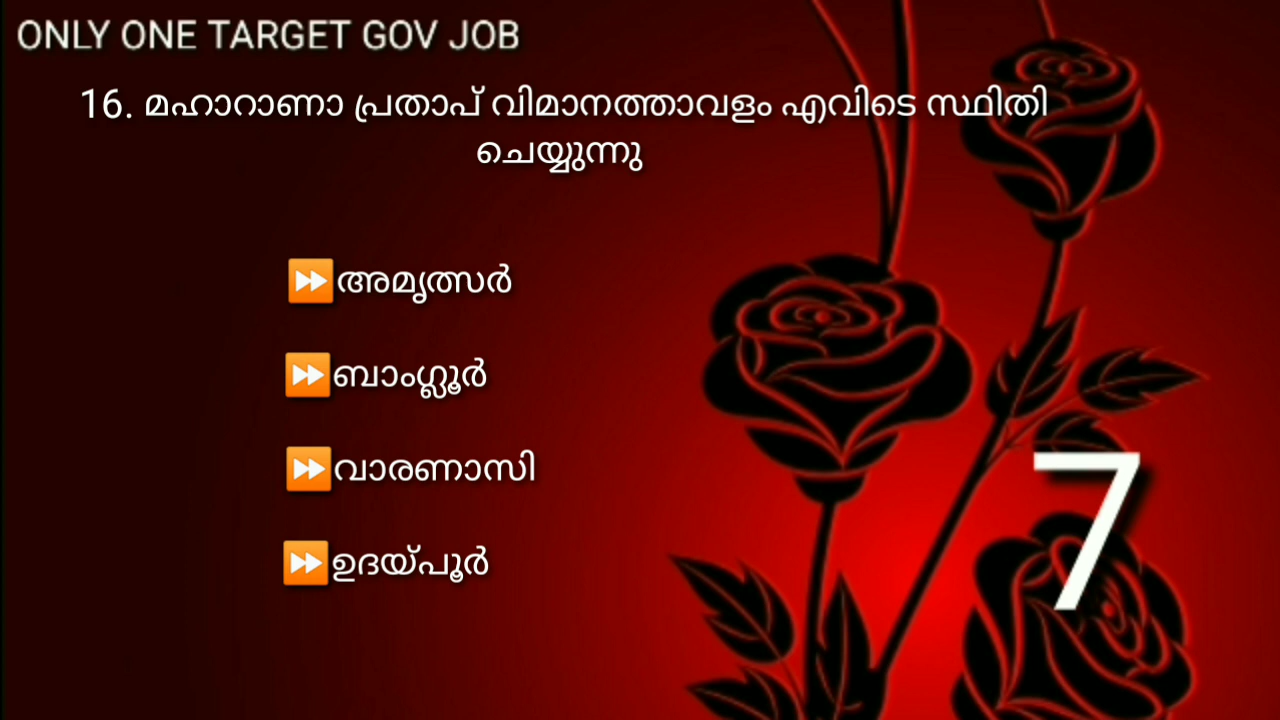 ONLY ONE TARGET GOV JOB
16. മഹാറാണാ പ്രതാപ് വിമാനത്താവളം എവിടെ സ്ഥിതി
ചെയ്യുന്നു
⏩അമൃത്സർ
⏩ബാംഗ്ലൂർ
⏩വാരണാസി
⏩ഉദയ്പൂർ
7